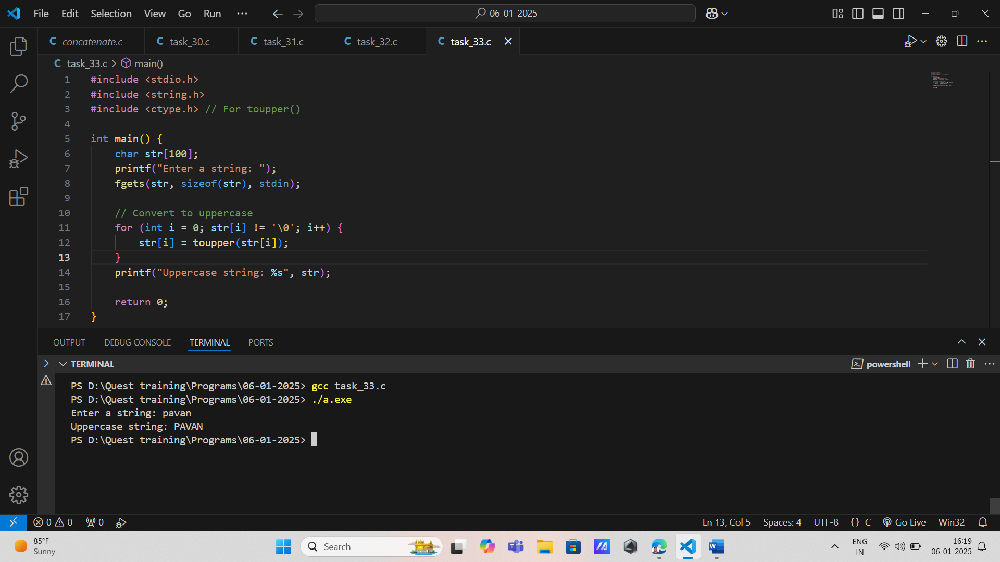 File Edit Selection View Go Run ··· 06-01-2025
concatenate.c task_30.c task_31.c task_32.c task_33.c
task_33.c > main()
1 #include <stdio.h>
2 #include <string.h>
3 #include <ctype.h> // For toupper()
4
5 int main() {
6     char str[100];
7     printf("Enter a string: ");
8     fgets(str, sizeof(str), stdin);
9
10     // Convert to uppercase
11     for (int i = 0; str[i] != '\0'; i++) {
12         str[i] = toupper(str[i]);
13     }
14     printf("Uppercase string: %s", str);
15
16     return 0;
17 }
OUTPUT DEBUG CONSOLE TERMINAL PORTS
TERMINAL powershell
PS D:\Quest training\Programs\06-01-2025> gcc task_33.c
PS D:\Quest training\Programs\06-01-2025> ./a.exe
Enter a string: pavan
Uppercase string: PAVAN
PS D:\Quest training\Programs\06-01-2025>
0 0 0 Ln 13, Col 5 Spaces: 4 UTF-8 {} C Go Live Win32
85°F
Sunny
Search
ENG
IN
16:19
06-01-2025